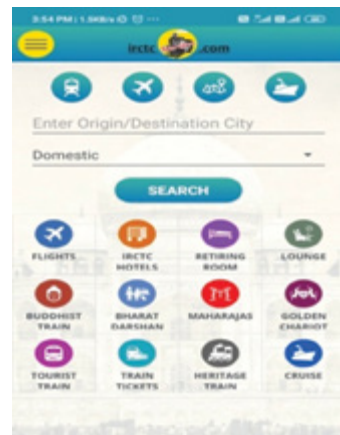 3:54 PM | 1.5KB/s
irctc .com
Enter Origin/Destination City
Domestic
SEARCH
FLIGHTS
IRCTC HOTELS
RETIRING ROOM
LOUNGE
BUDDHIST TRAIN
BHARAT DARSHAN
MAHARAJAS
GOLDEN CHARIOT
TOURIST TRAIN
TRAIN TICKETS
HERITAGE TRAIN
CRUISE